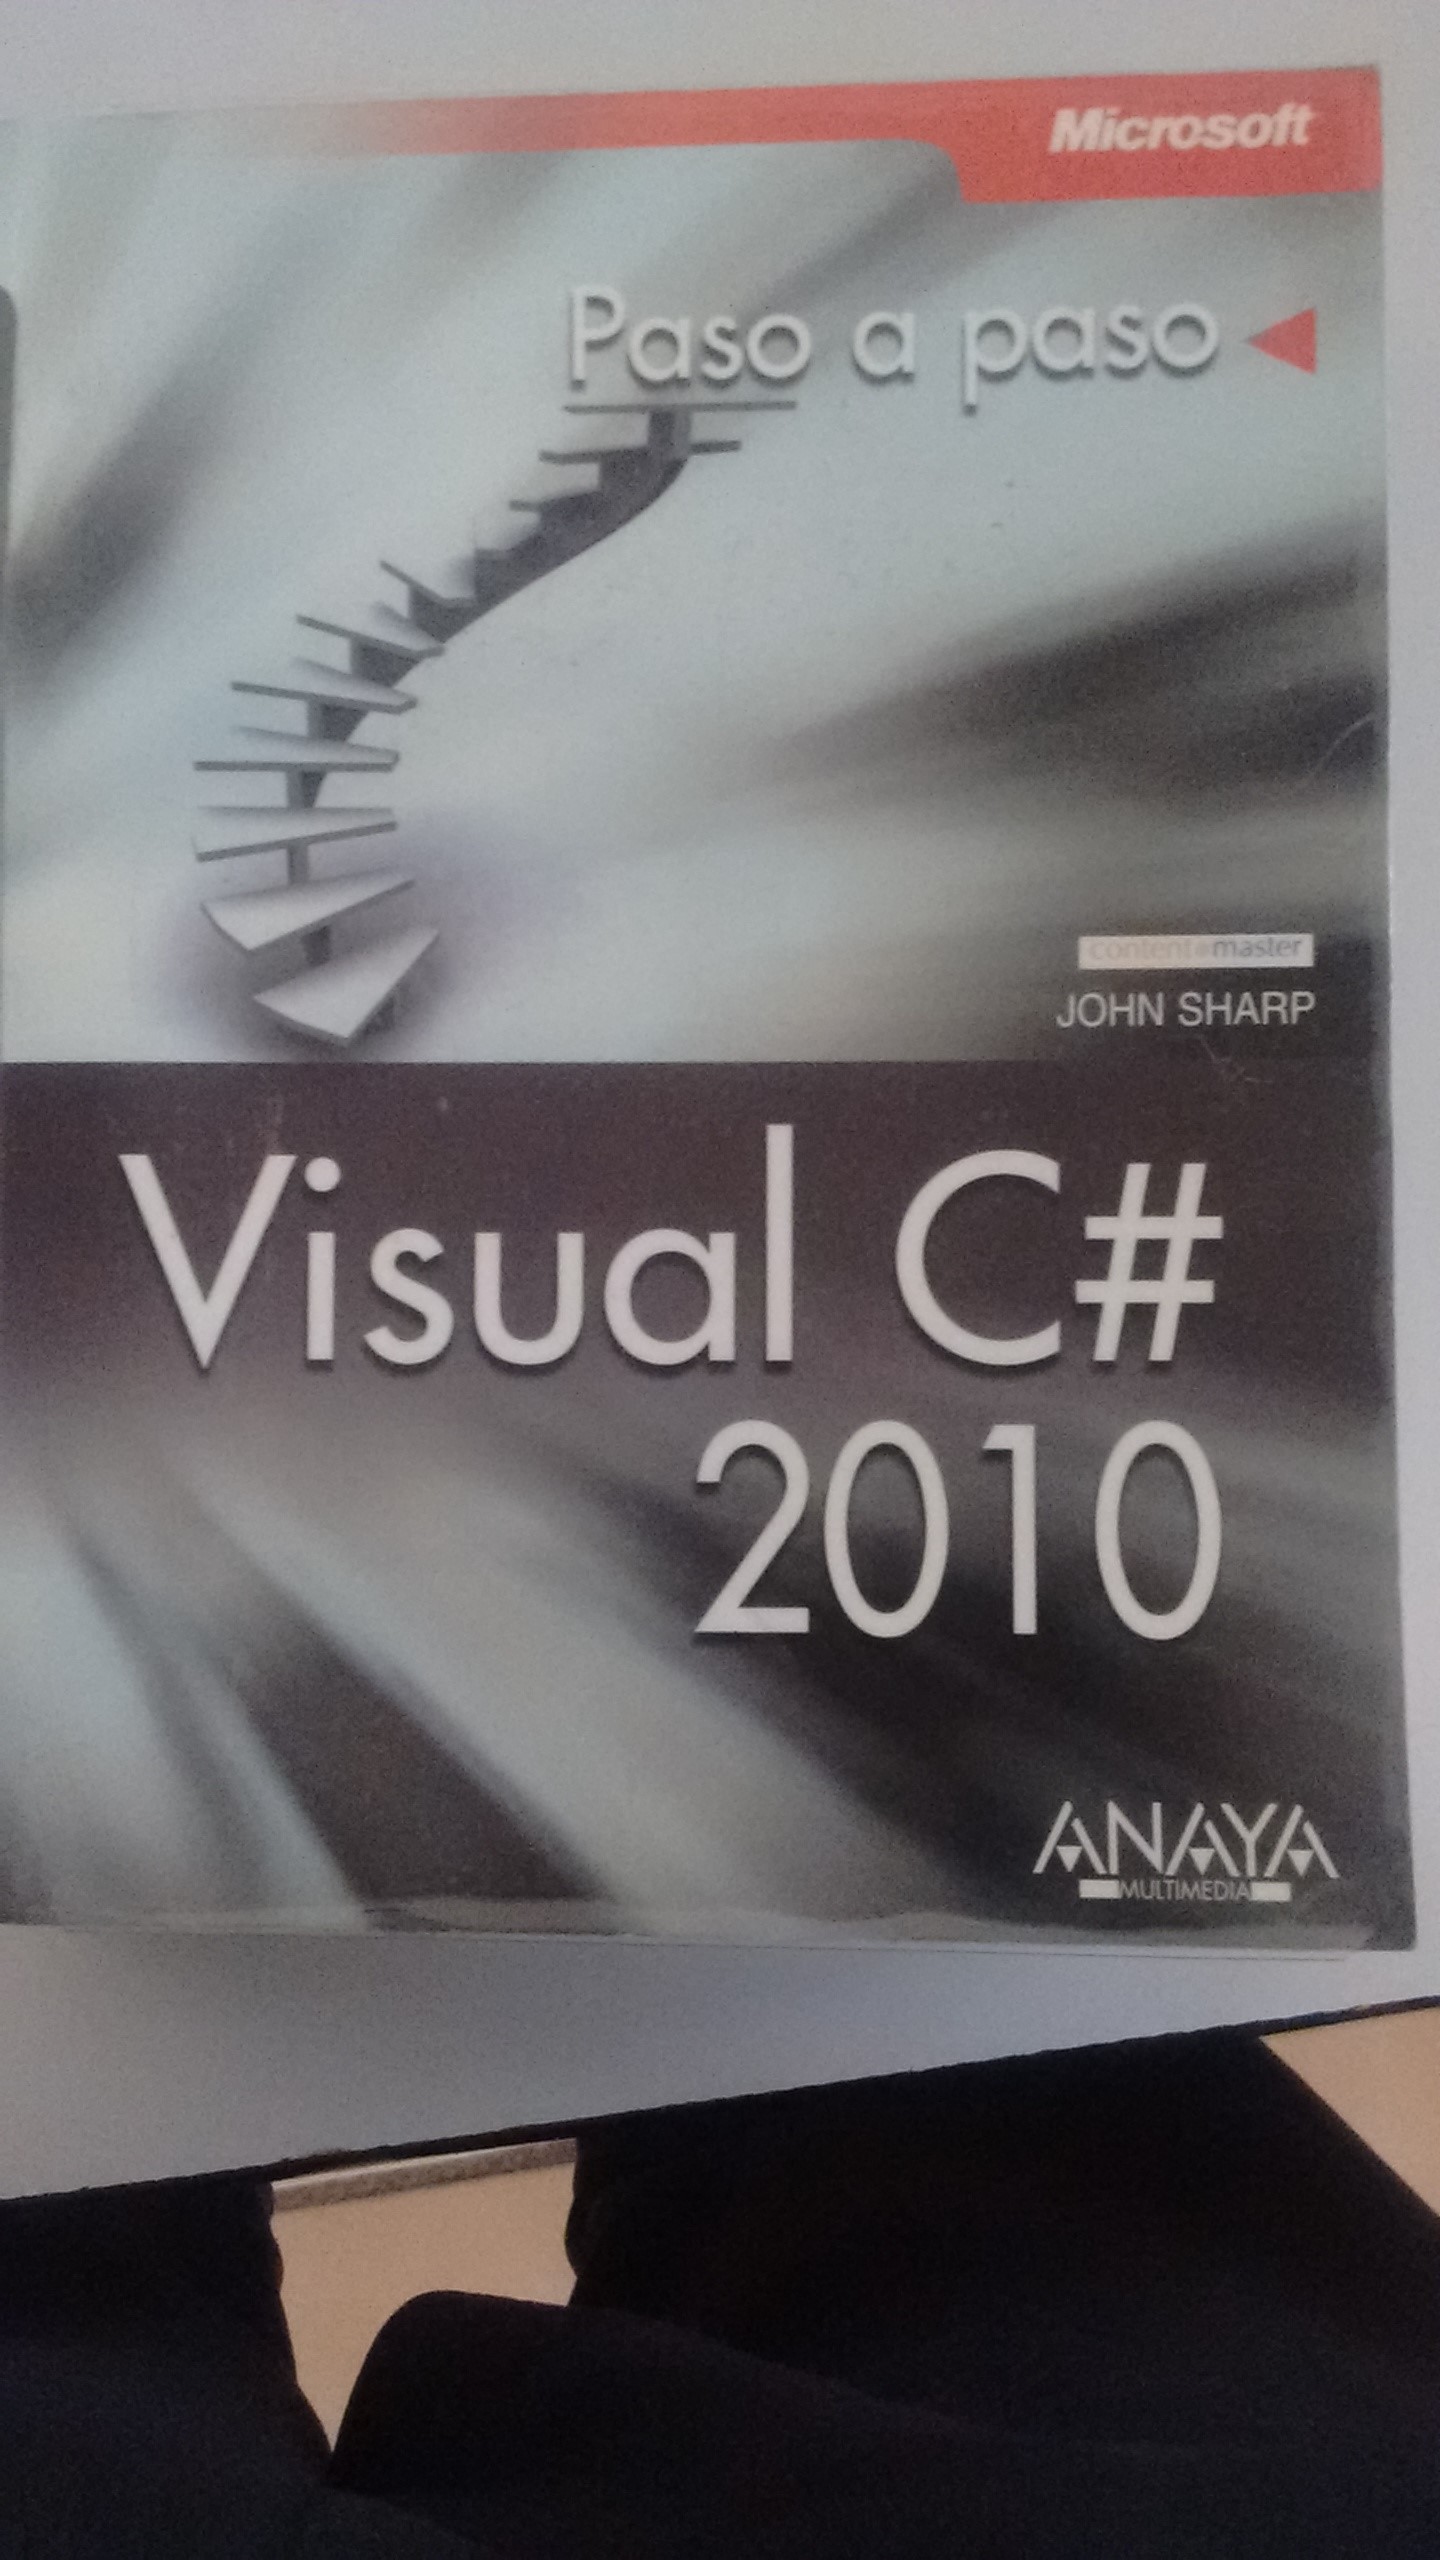 Microsoft
Paso a paso
content master
JOHN SHARP
Visual C#
2010
ANAYA
MULTIMEDIA